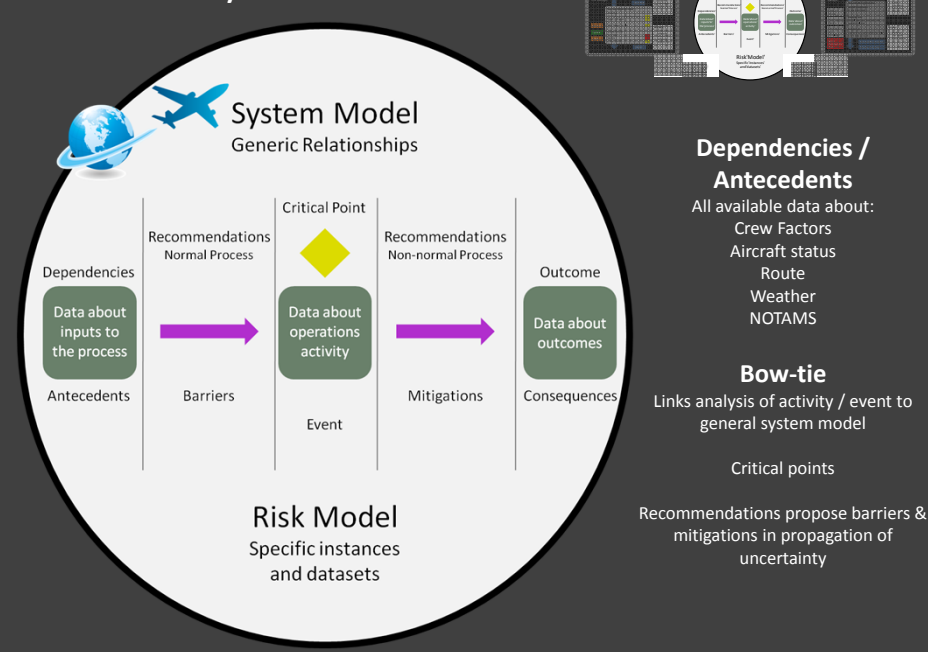 System Model
Generic Relationships
Critical Point
Recommendations
Normal Process
Recommendations
Non-normal Process
Dependencies
Outcome
Data about
inputs to
the process
Data about
operations
activity
Data about
outcomes
Antecedents
Barriers
Mitigations
Consequences
Event
Risk Model
Specific instances
and datasets
Dependencies /
Antecedents
All available data about:
Crew Factors
Aircraft status
Route
Weather
NOTAMS
Bow-tie
Links analysis of activity / event to
general system model
Critical points
Recommendations propose barriers &
mitigations in propagation of
uncertainty